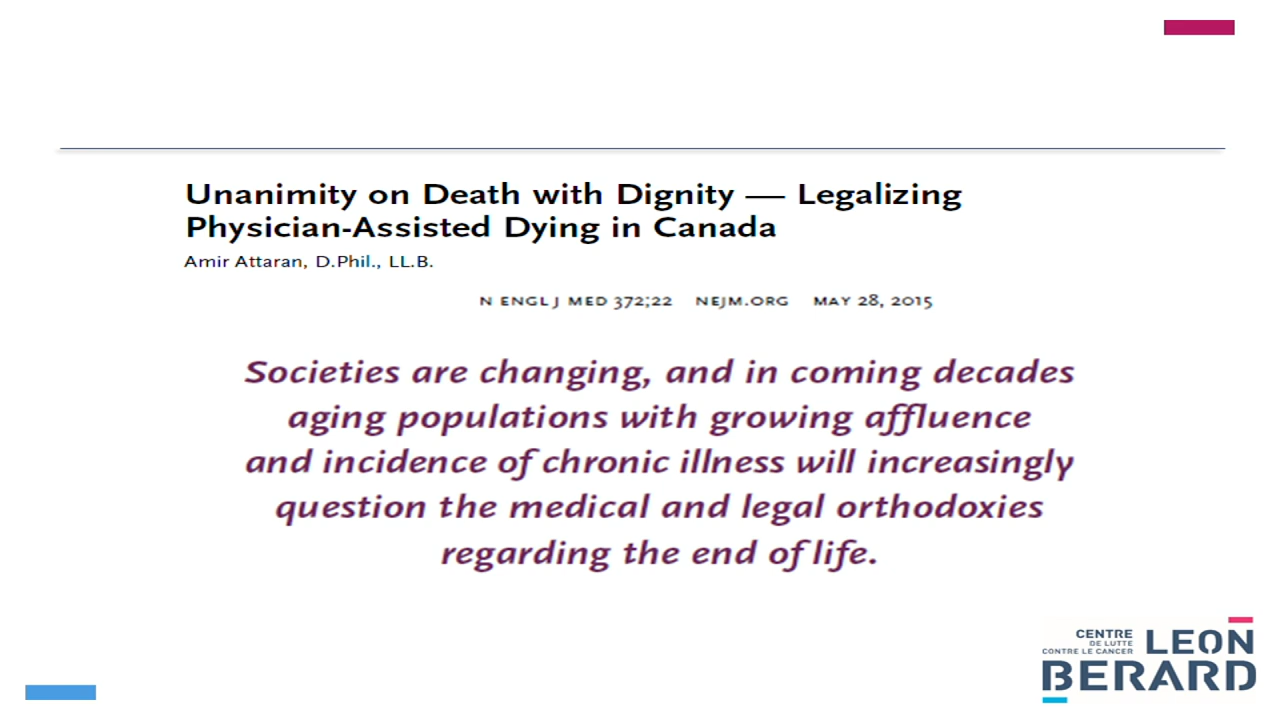 Unanimity on Death with Dignity — Legalizing
Physician-Assisted Dying in Canada
Amir Attaran, D.Phil., LL.B.
N ENGL J MED 372;22 NEJM.ORG MAY 28, 2015
Societies are changing, and in coming decades
aging populations with growing affluence
and incidence of chronic illness will increasingly
question the medical and legal orthodoxies
regarding the end of life.
CENTRE
DE LUTTE
CONTRE LE CANCER
LEON
BERARD